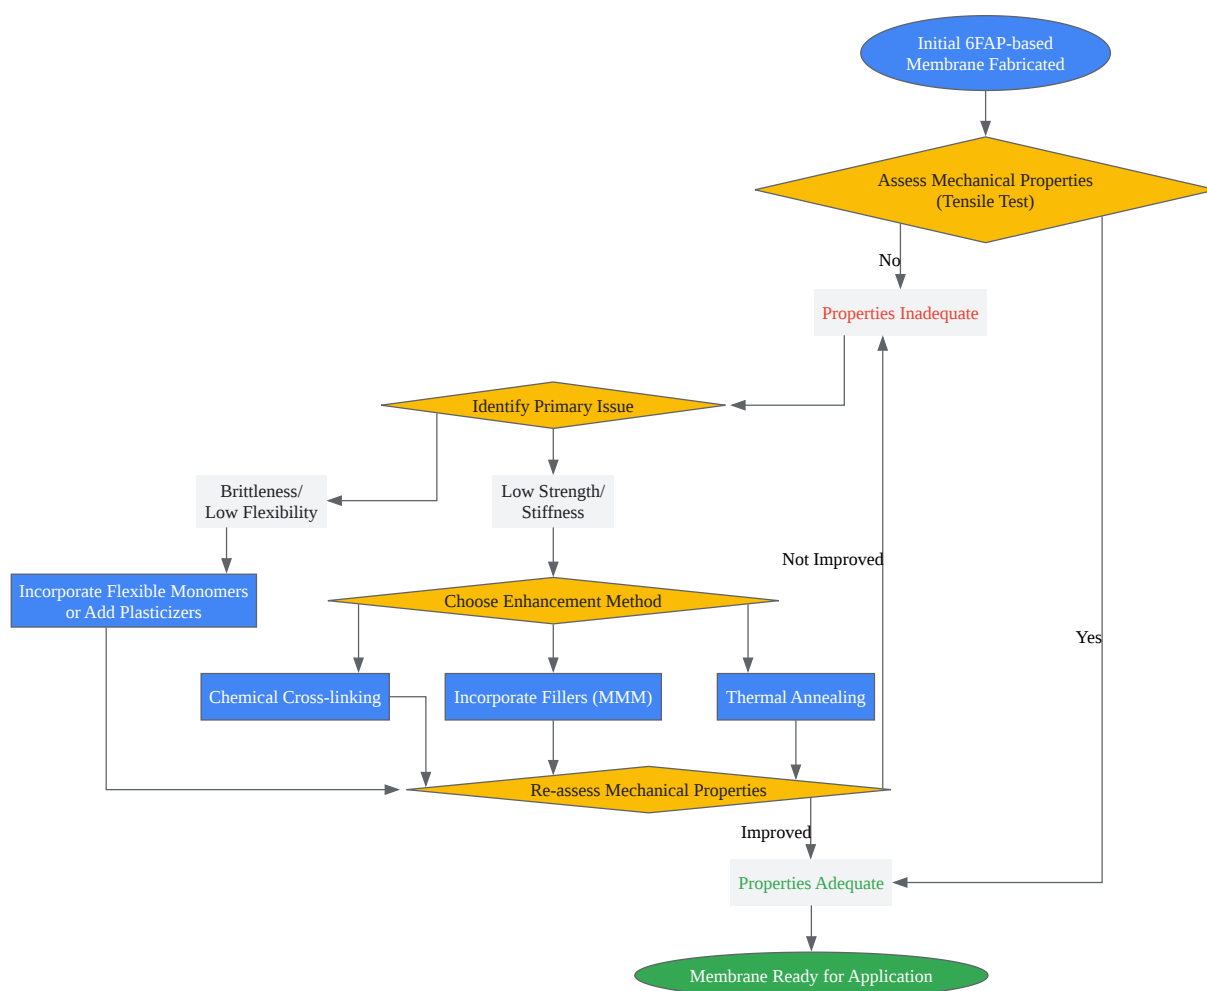 Initial 6FAP-based
Membrane Fabricated
Assess Mechanical Properties
(Tensile Test)
No
Properties Inadequate
Identify Primary Issue
Brittleness/
Low Flexibility
Low Strength/
Stiffness
Not Improved
Incorporate Flexible Monomers
or Add Plasticizers
Choose Enhancement Method
Yes
Chemical Cross-linking
Incorporate Fillers (MMM)
Thermal Annealing
Re-assess Mechanical Properties
Improved
Properties Adequate
Membrane Ready for Application